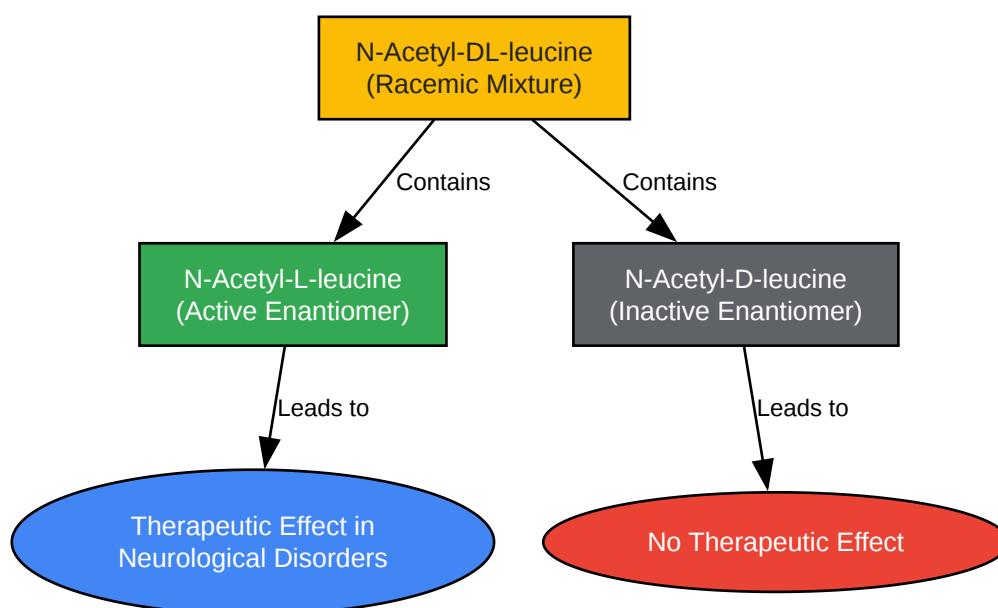 N-Acetyl-DL-leucine
(Racemic Mixture)
Contains
Contains
N-Acetyl-L-leucine
(Active Enantiomer)
N-Acetyl-D-leucine
(Inactive Enantiomer)
Leads to
Leads to
Therapeutic Effect in
Neurological Disorders
No Therapeutic Effect